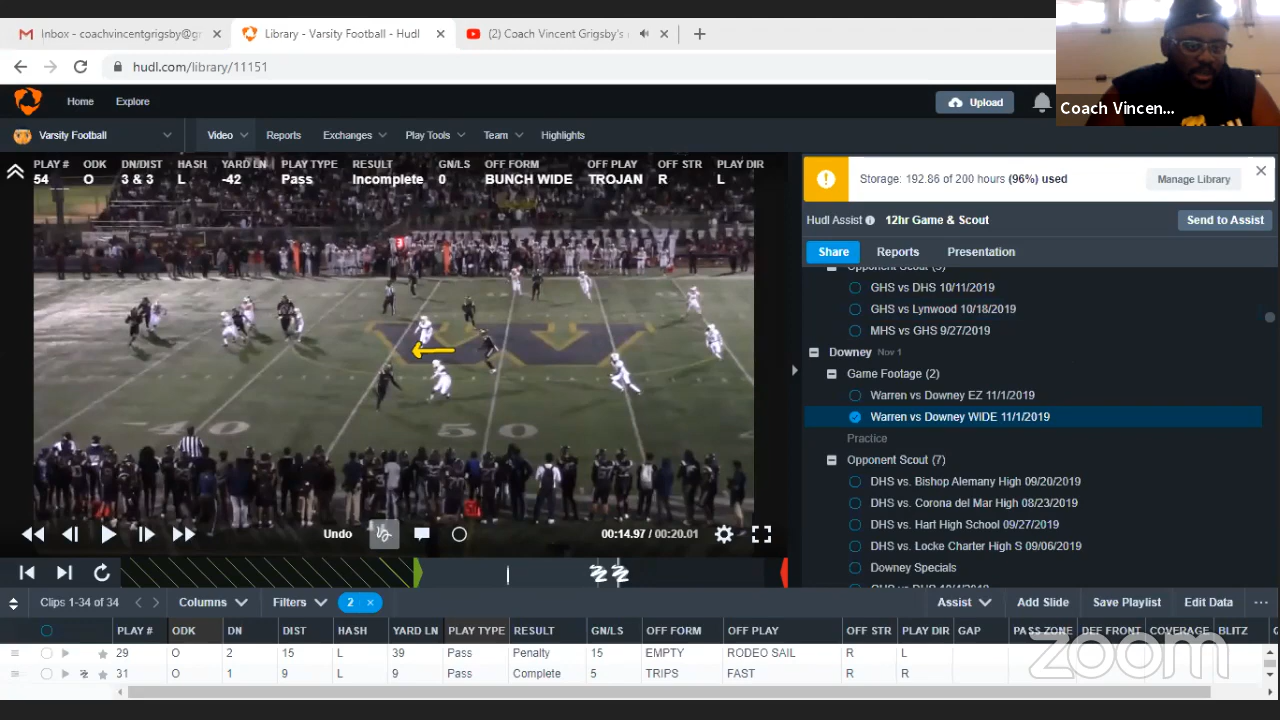 Inbox - coachvincentgrigsby@g
Library - Varsity Football - Hudl
(2) Coach Vincent Grigsby's
hudl.com/library/11151
Coach Vincen...
Home Explore Upload
Varsity Football Video Reports Exchanges Play Tools Team Highlights
PLAY # ODK DN/DIST HASH YARD LN PLAY TYPE RESULT GN/LS OFF FORM OFF PLAY OFF STR PLAY DIR
54 O 3 & 3 L -42 Pass Incomplete 0 BUNCH WIDE TROJAN R L
Storage: 192.86 of 200 hours (96%) used
Manage Library
Hudl Assist 12hr Game & Scout
Send to Assist
Share Reports Presentation
Opponent Scout (3)
GHS vs DHS 10/11/2019
GHS vs Lynwood 10/18/2019
MHS vs GHS 9/27/2019
Downey Nov 1
Game Footage (2)
Warren vs Downey EZ 11/1/2019
Warren vs Downey WIDE 11/1/2019
Practice
Opponent Scout (7)
DHS vs. Bishop Alemany High 09/20/2019
DHS vs. Corona del Mar High 08/23/2019
DHS vs. Hart High School 09/27/2019
DHS vs. Locke Charter High S 09/06/2019
Downey Specials
3
W
50
Undo
00:14.97 / 00:20.01
Clips 1-34 of 34 Columns Filters 2 × Assist Add Slide Save Playlist Edit Data
PLAY # ODK DN DIST HASH YARD LN PLAY TYPE RESULT GN/LS OFF FORM OFF PLAY OFF STR PLAY DIR GAP PASS ZONE DEF FRONT COVERAGE BLITZ
29 O 2 15 L 39 Pass Penalty 15 EMPTY RODEO SAIL R L
31 O 1 9 L 9 Pass Complete 5 TRIPS FAST R R
zoom